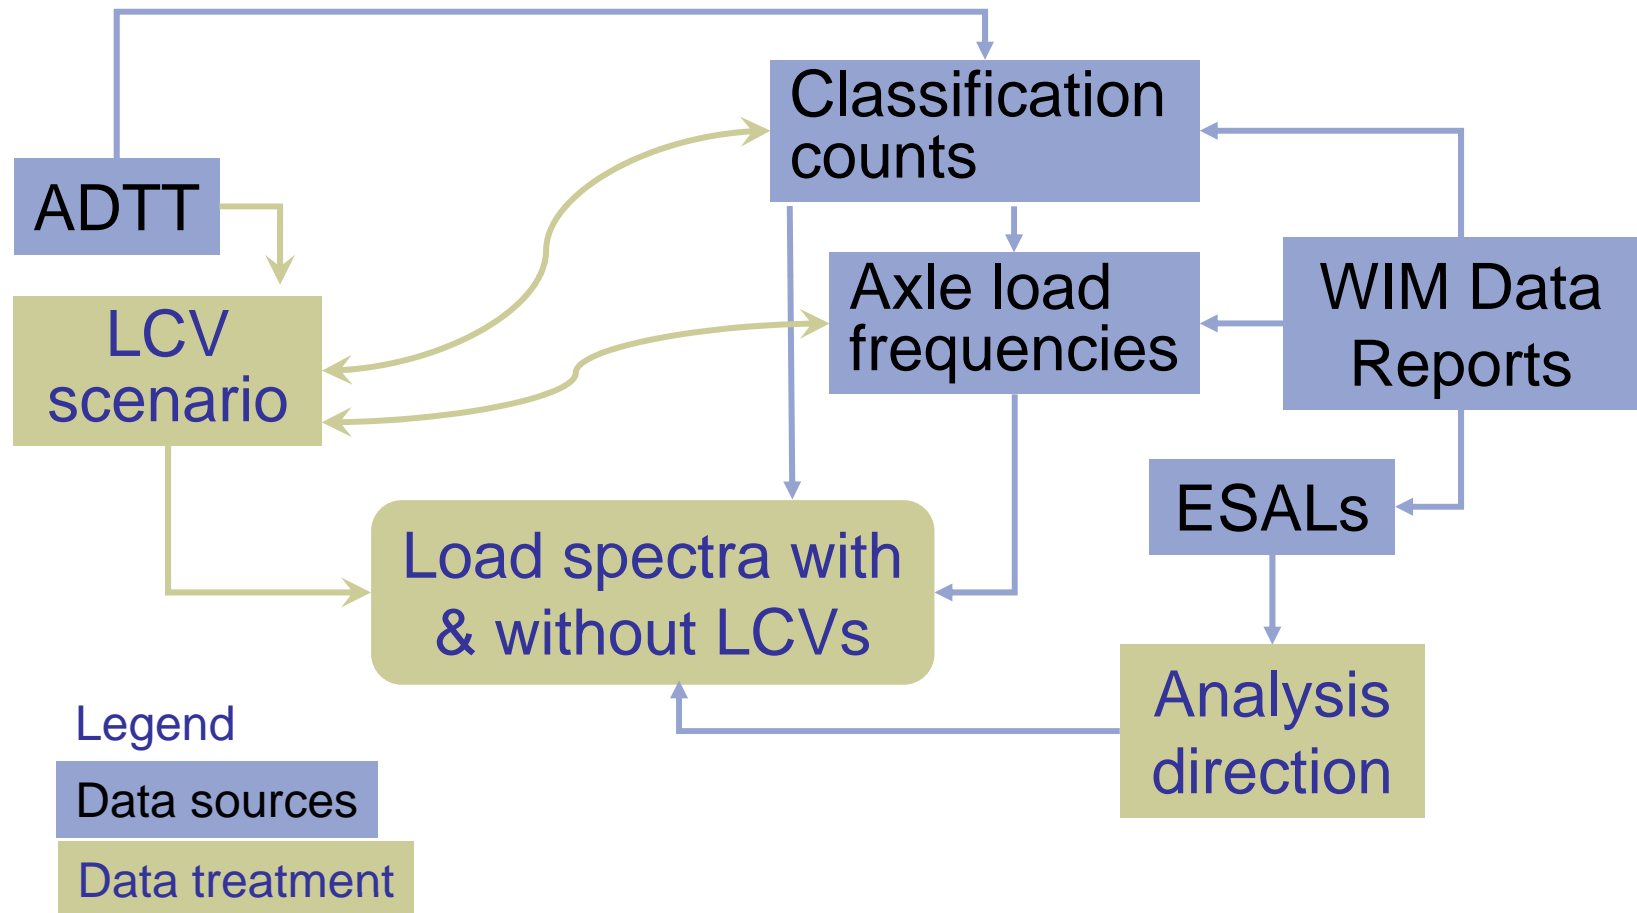 Classification
counts
ADTT
Axle load
frequencies
WIM Data
Reports
LCV
scenario
ESALs
Load spectra with
& without LCVs
Analysis
direction
Legend
Data sources
Data treatment